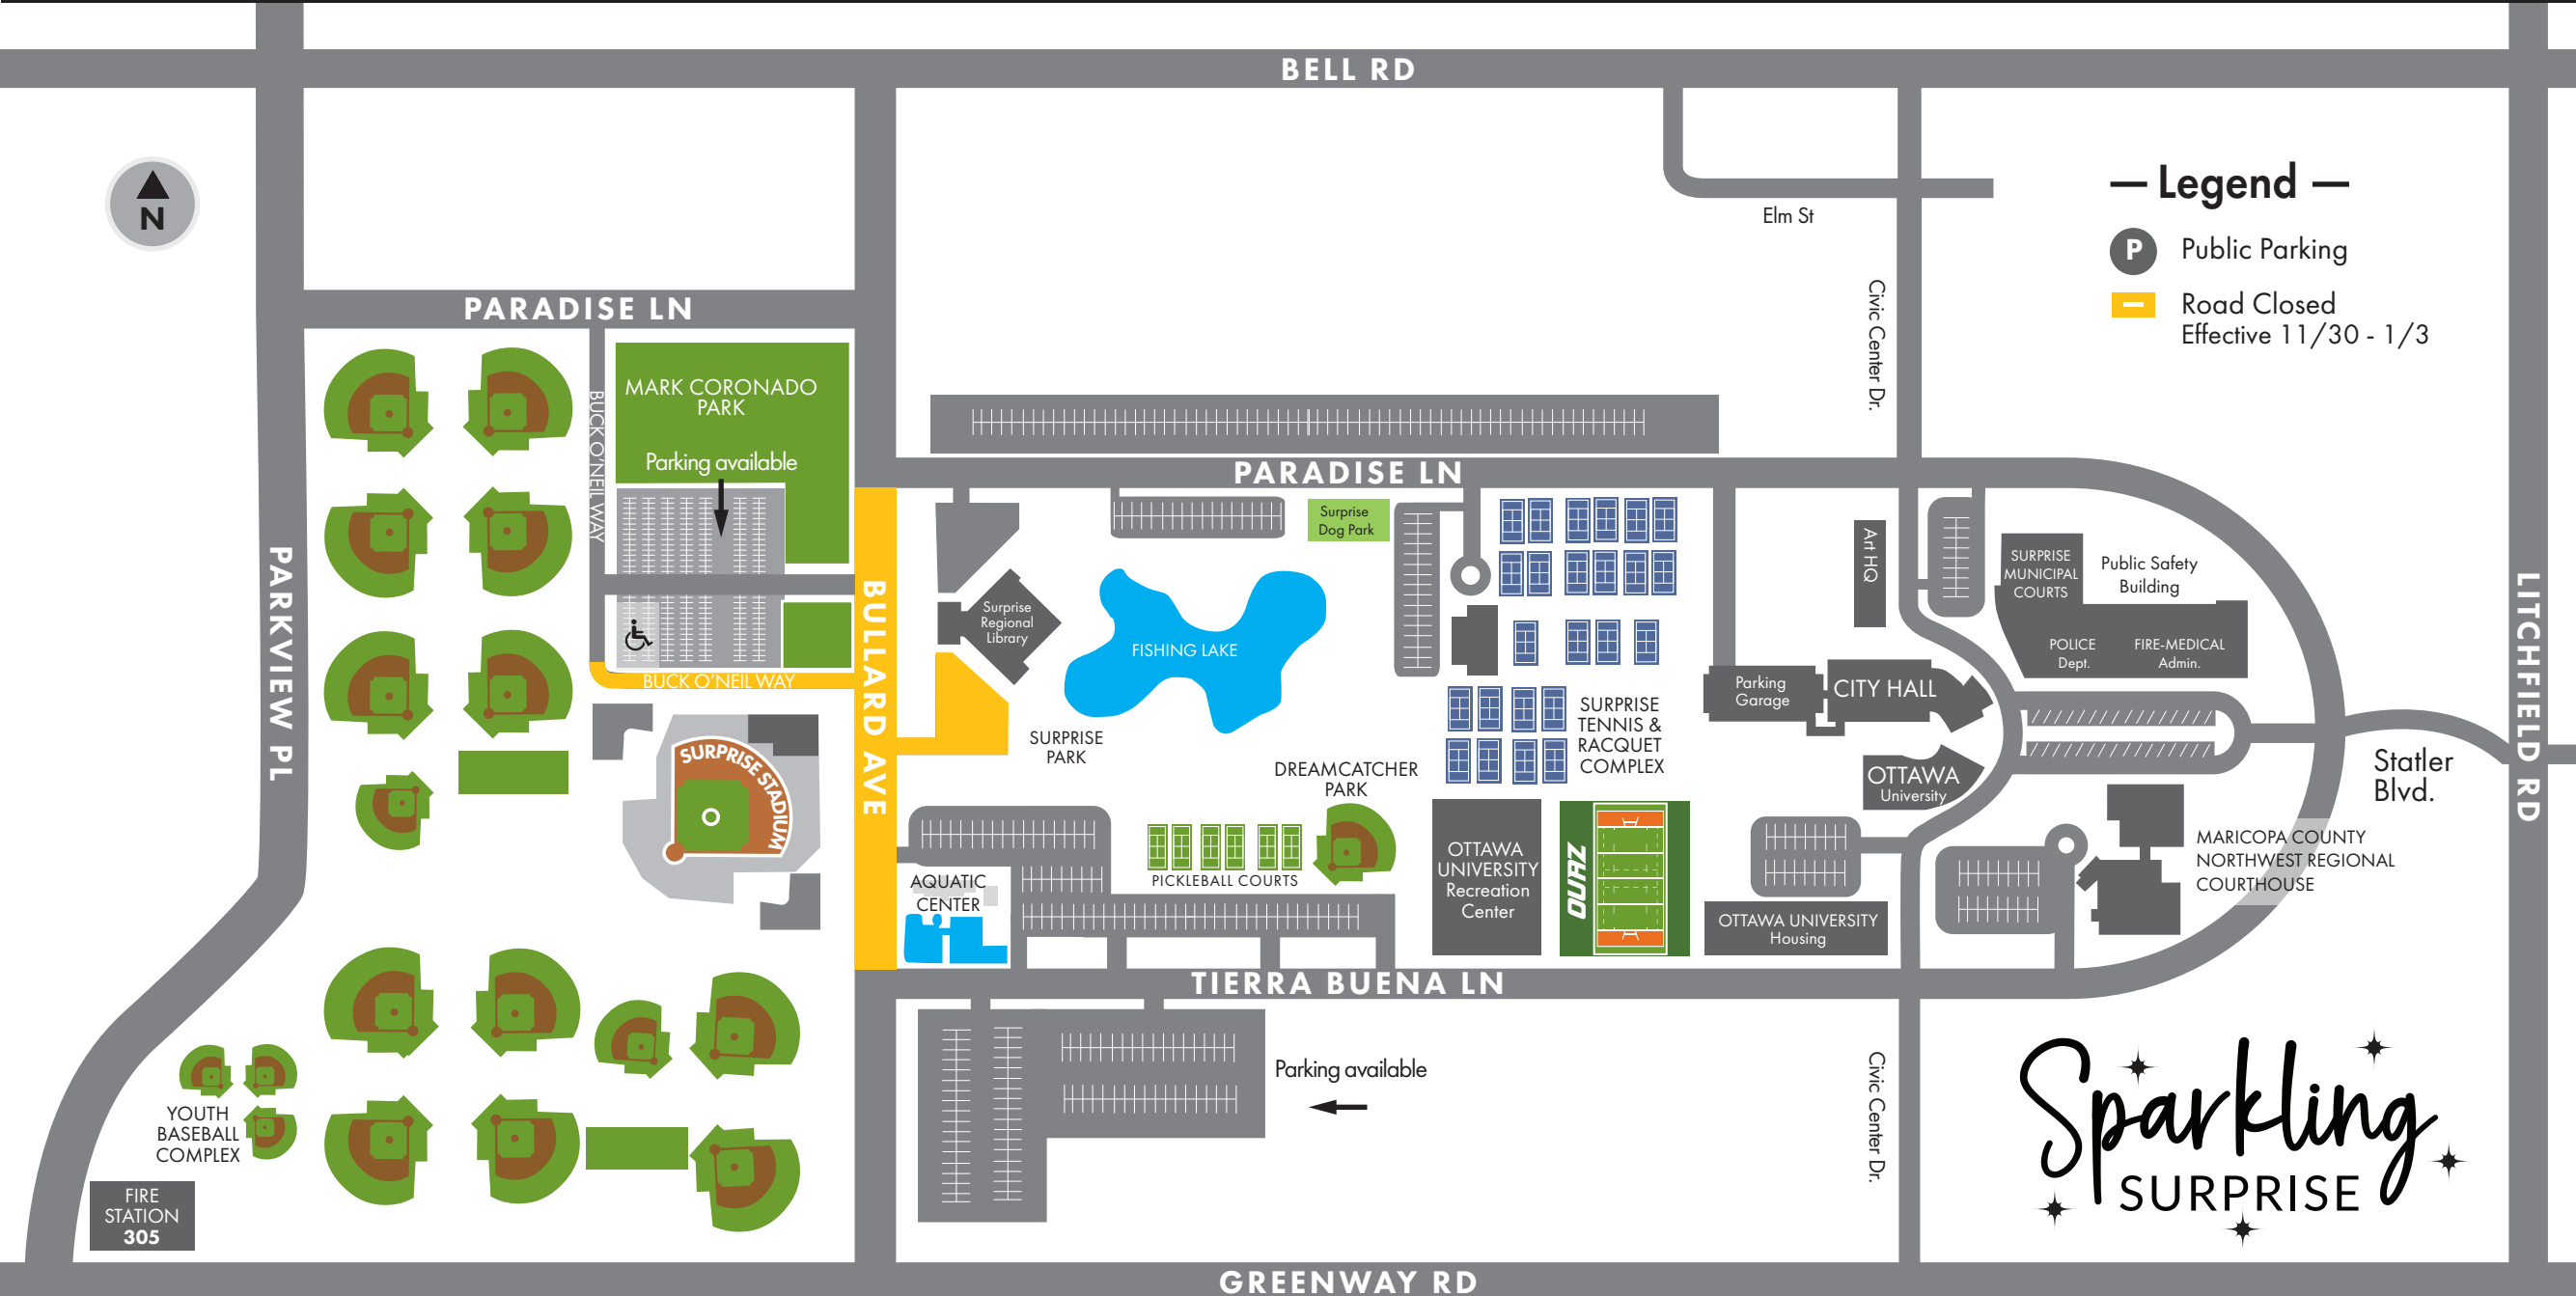 BELL RD
N
Legend
P Public Parking
Road Closed
Effective 11/30 - 1/3
Elm St
Civic Center Dr.
PARADISE LN
PARADISE LN
MARK CORONADO
PARK
Parking available
BUCK O'NEIL WAY
BUCK O'NEIL WAY
PARKVIEW PL
BULLARD AVE
LITCHFIELD RD
Surprise
Regional
Library
FISHING LAKE
Surprise
Dog Park
SURPRISE
PARK
SURPRISE STADIUM
SURPRISE
TENNIS &
RACQUET
COMPLEX
DREAMCATCHER
PARK
PICKLEBALL COURTS
AQUATIC
CENTER
OTTAWA
UNIVERSITY
Recreation
Center
OUAZ
Art HQ
Parking
Garage
CITY HALL
OTTAWA
University
OTTAWA UNIVERSITY
Housing
SURPRISE
MUNICIPAL
COURTS
Public Safety
Building
POLICE
Dept.
FIRE-MEDICAL
Admin.
Statler
Blvd.
MARICOPA COUNTY
NORTHWEST REGIONAL
COURTHOUSE
TIERRA BUENA LN
Parking available
Civic Center Dr.
YOUTH
BASEBALL
COMPLEX
FIRE
STATION
305
Sparkling
SURPRISE
GREENWAY RD